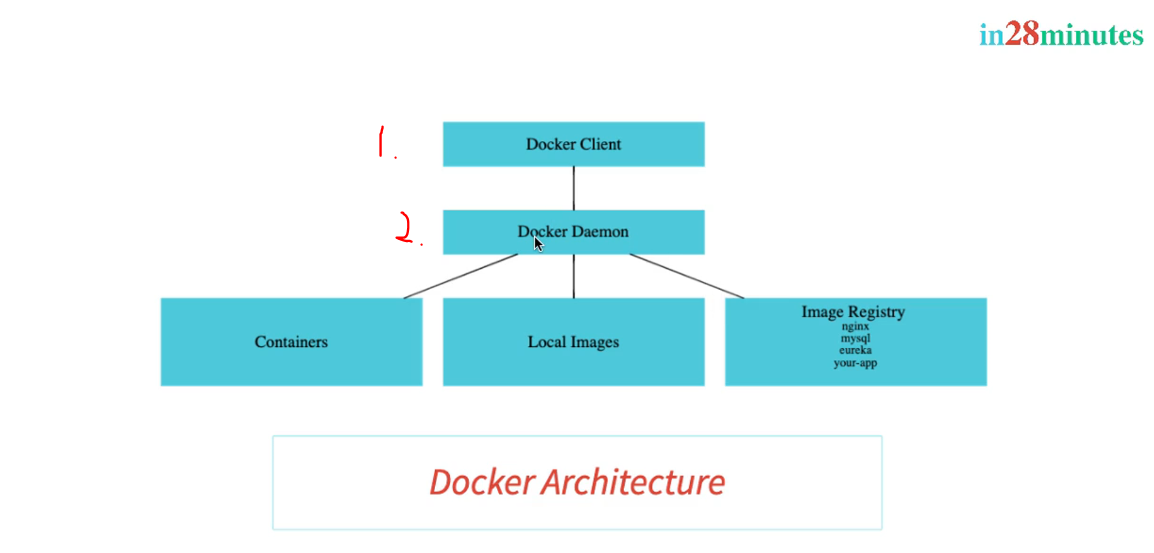 in28minutes
1.
Docker Client
2.
Docker Daemon
Containers
Local Images
Image Registry
nginx
mysql
eureka
your-app
Docker Architecture